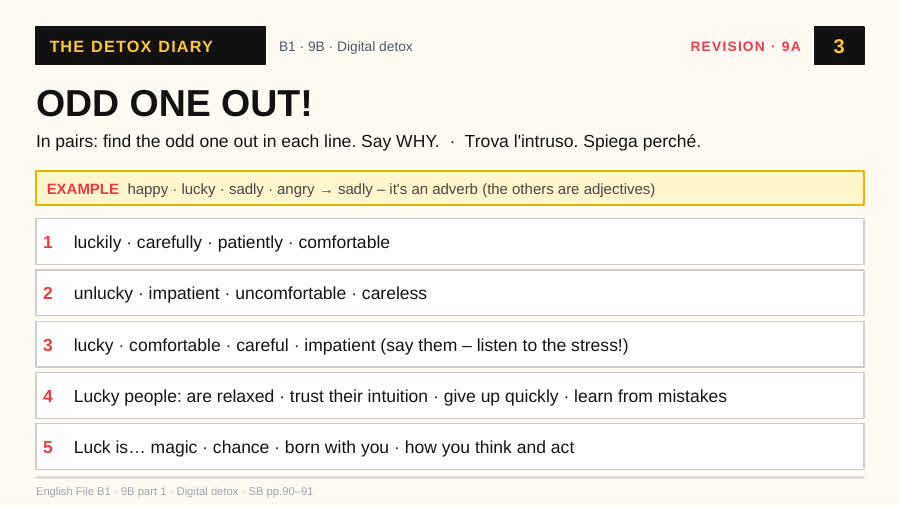 THE DETOX DIARY
B1 · 9B · Digital detox
REVISION · 9A
3
ODD ONE OUT!
In pairs: find the odd one out in each line. Say WHY. · Trova l'intruso. Spiega perché.
EXAMPLE happy · lucky · sadly · angry → sadly – it's an adverb (the others are adjectives)
1 luckily · carefully · patiently · comfortable
2 unlucky · impatient · uncomfortable · careless
3 lucky · comfortable · careful · impatient (say them – listen to the stress!)
4 Lucky people: are relaxed · trust their intuition · give up quickly · learn from mistakes
5 Luck is… magic · chance · born with you · how you think and act
English File B1 · 9B part 1 · Digital detox · SB pp.90–91